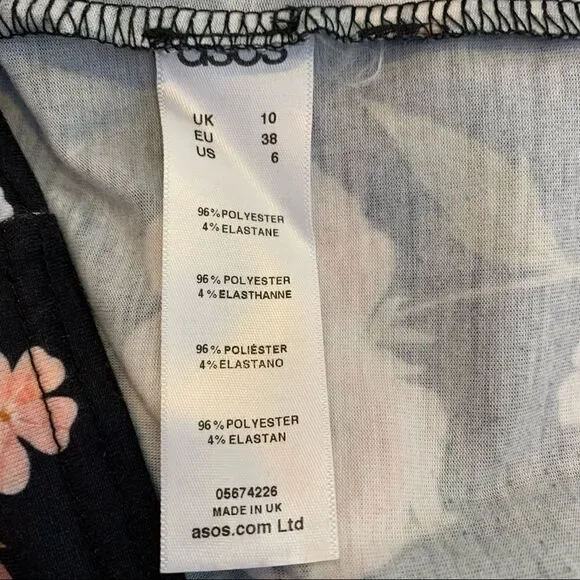 asos
UK 10
EU 38
US 6
96%POLYESTER
4%ELASTANE
96%POLYESTER
4%ELASTHANNE
96%POLIÉSTER
4%ELASTANO
96%POLYESTER
4%ELASTAN
05674226
MADE IN UK
asos.com Ltd